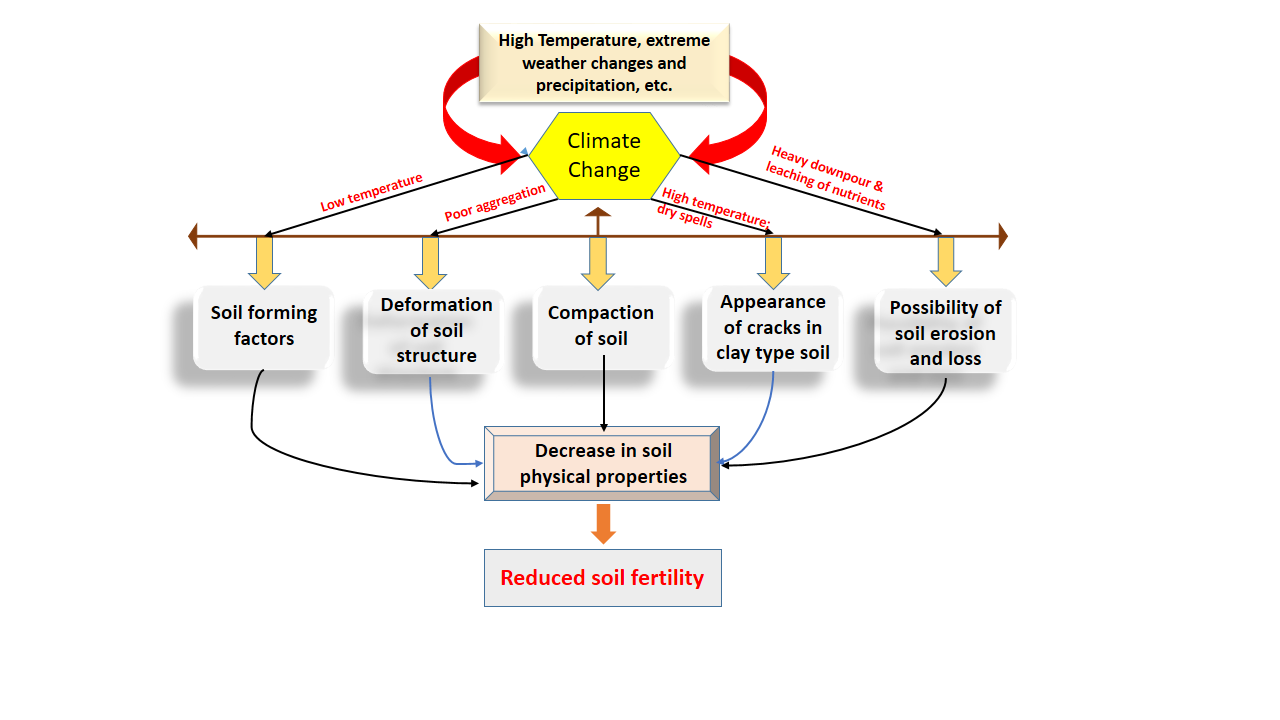 High Temperature, extreme
weather changes and
precipitation, etc.
Climate
Change
Low temperature
Poor aggregation
High temperature;
dry spells
Heavy downpour &
leaching of nutrients
Soil forming
factors
Deformation
of soil
structure
Compaction
of soil
Appearance
of cracks in
clay type soil
Possibility of
soil erosion
and loss
Decrease in soil
physical properties
Reduced soil fertility